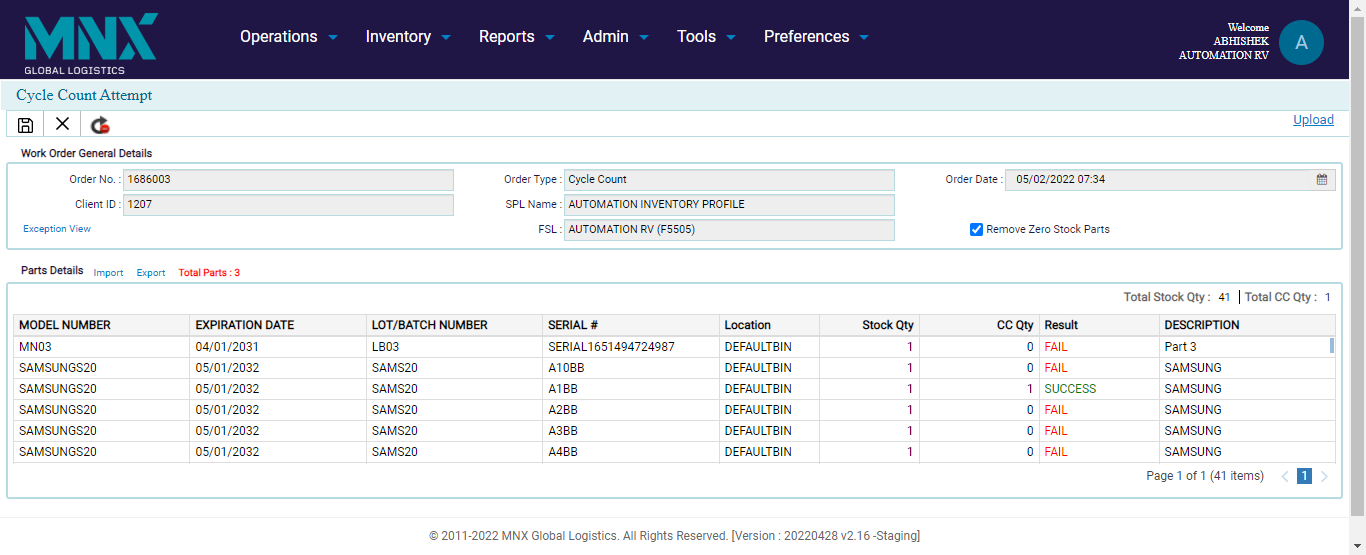 MNX
GLOBAL LOGISTICS
Operations Inventory Reports Admin Tools Preferences
Welcome
ABHISHEK
AUTOMATION RV
A
Cycle Count Attempt
Upload
Work Order General Details
Order No. : 1686003 Order Type : Cycle Count Order Date : 05/02/2022 07:34
Client ID : 1207 SPL Name : AUTOMATION INVENTORY PROFILE
Exception View FSL : AUTOMATION RV (F5505) Remove Zero Stock Parts
Parts Details Import Export Total Parts : 3
Total Stock Qty : 41 Total CC Qty : 1
MODEL NUMBER EXPIRATION DATE LOT/BATCH NUMBER SERIAL # Location Stock Qty CC Qty Result DESCRIPTION
MN03 04/01/2031 LB03 SERIAL1651494724987 DEFAULTBIN 1 0 FAIL Part 3
SAMSUNGS20 05/01/2032 SAMS20 A10BB DEFAULTBIN 1 0 FAIL SAMSUNG
SAMSUNGS20 05/01/2032 SAMS20 A1BB DEFAULTBIN 1 1 SUCCESS SAMSUNG
SAMSUNGS20 05/01/2032 SAMS20 A2BB DEFAULTBIN 1 0 FAIL SAMSUNG
SAMSUNGS20 05/01/2032 SAMS20 A3BB DEFAULTBIN 1 0 FAIL SAMSUNG
SAMSUNGS20 05/01/2032 SAMS20 A4BB DEFAULTBIN 1 0 FAIL SAMSUNG
Page 1 of 1 (41 items) 1
© 2011-2022 MNX Global Logistics. All Rights Reserved. [Version : 20220428 v2.16 -Staging]